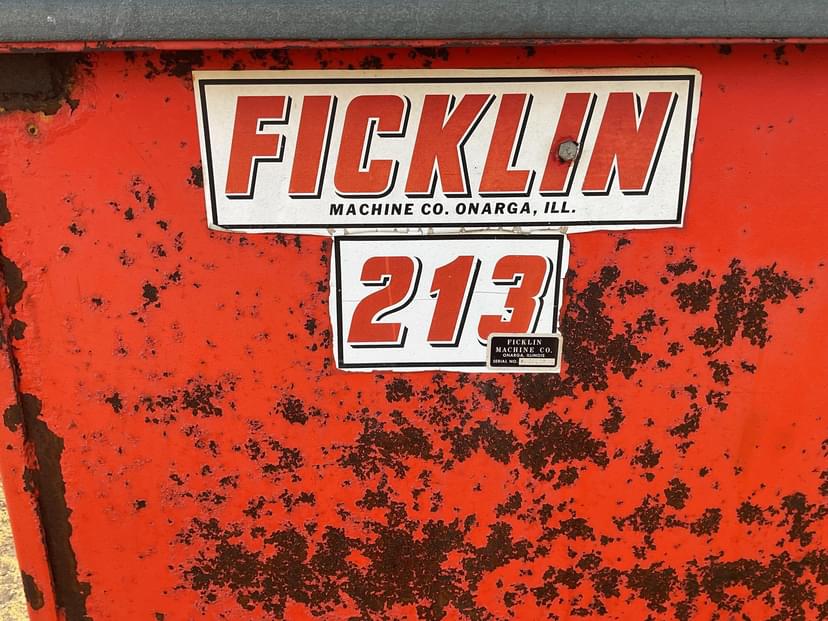 FICKLIN
MACHINE CO. ONARGA, ILL.
213
FICKLIN
MACHINE CO.
ONARGA, ILLINOIS
SERIAL NO.